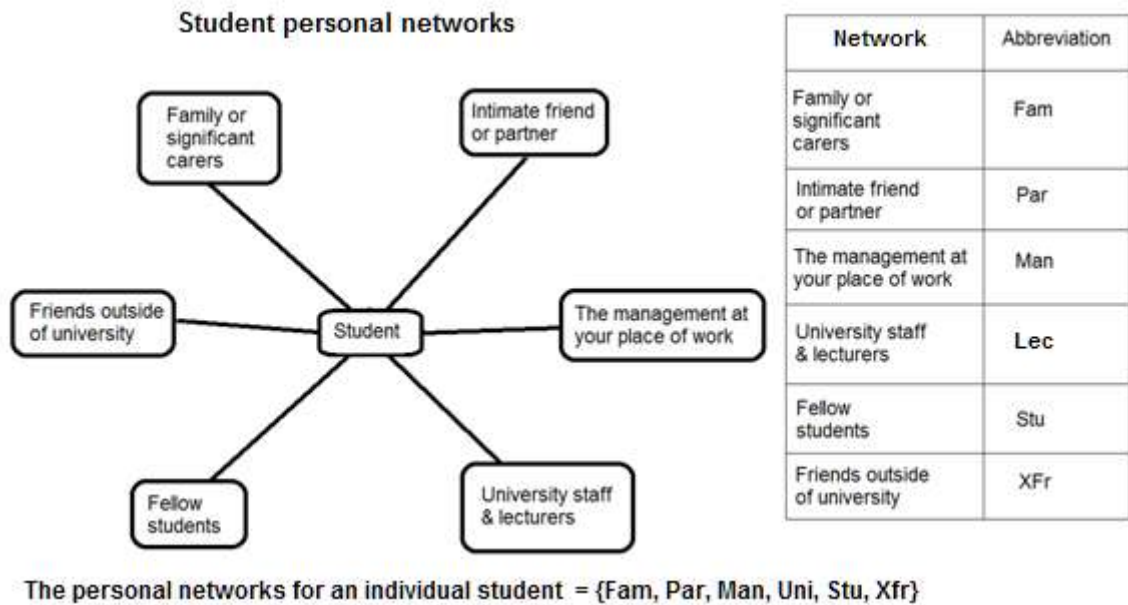 Student personal networks
Family or
significant
carers
Intimate friend
or partner
Friends outside
of university
Student
The management at
your place of work
Fellow
students
University staff
& lecturers
Network Abbreviation
Family or
significant
carers
Fam
Intimate friend
or partner
Par
The management at
your place of work
Man
University staff
& lecturers
Lec
Fellow
students
Stu
Friends outside
of university
XFr
The personal networks for an individual student = {Fam, Par, Man, Uni, Stu, Xfr}